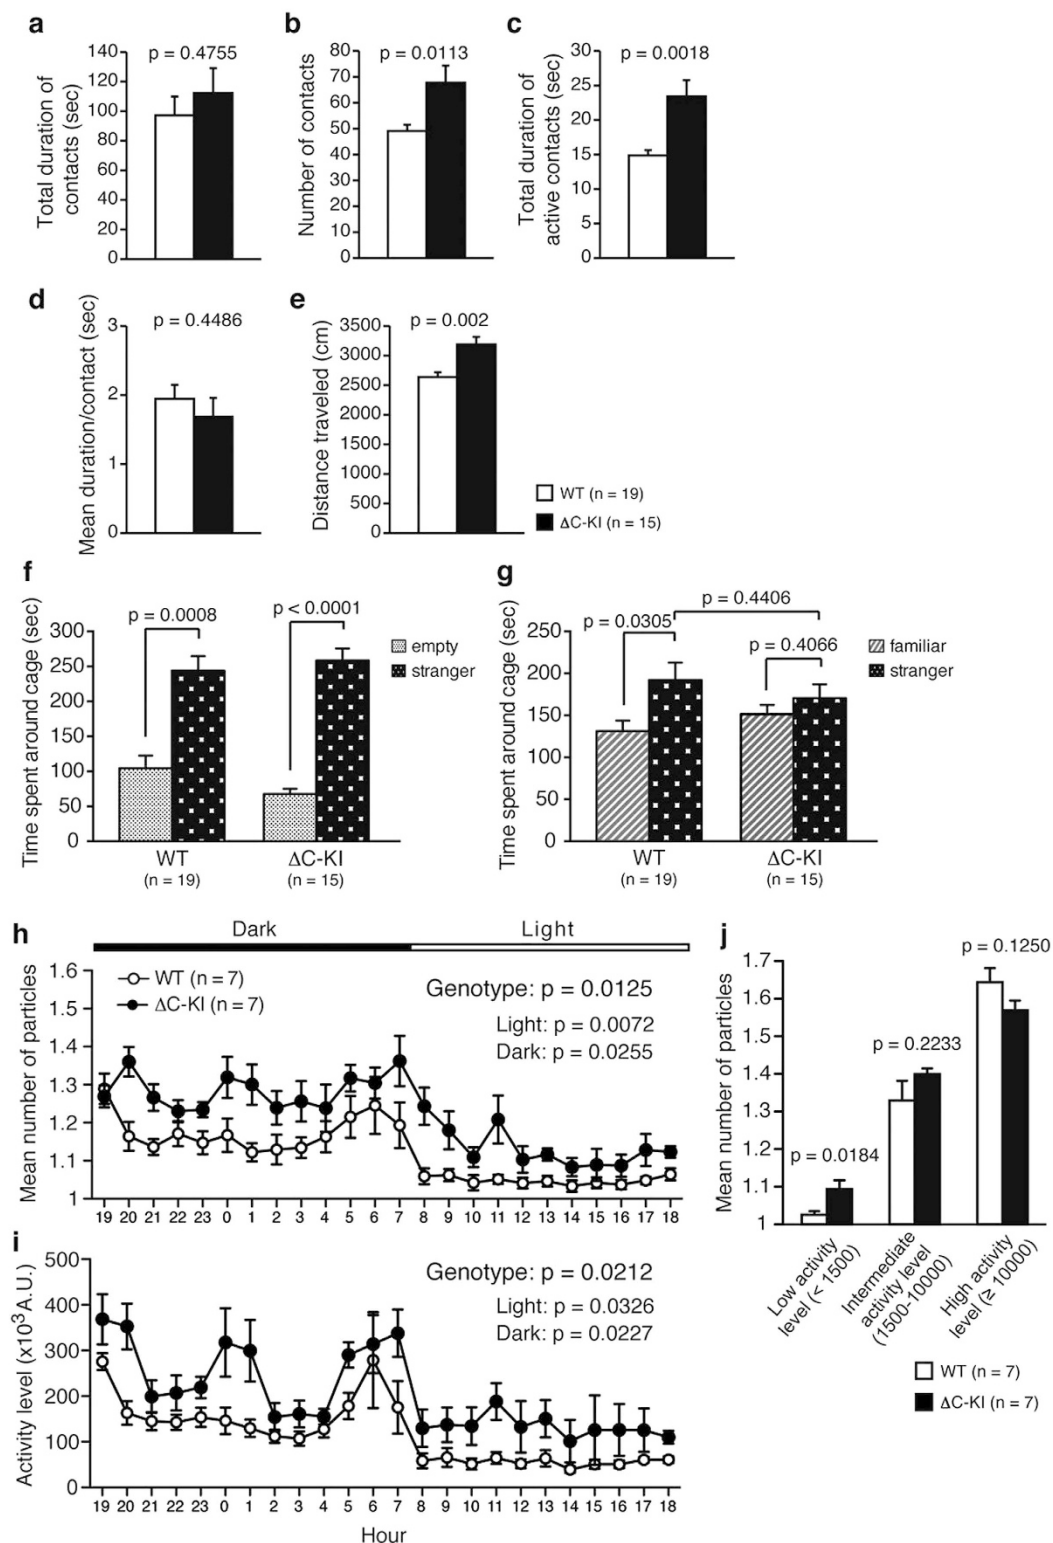 a
b
c
p = 0.4755
p = 0.0113
p = 0.0018
Total duration of
contacts (sec)
140
120
100
80
60
40
20
0
Number of contacts
80
70
60
50
40
30
20
10
0
Total duration of
active contacts (sec)
30
25
20
15
10
5
0
d
p = 0.4486
Mean duration/contact (sec)
3
2
1
0
e
p = 0.002
Distance traveled (cm)
3500
3000
2500
2000
1500
1000
500
0
WT (n = 19)
ΔC-KI (n = 15)
f
p = 0.0008
p < 0.0001
Time spent around cage (sec)
300
250
200
150
100
50
0
empty
stranger
WT
(n = 19)
ΔC-KI
(n = 15)
g
p = 0.4406
p = 0.0305
p = 0.4066
Time spent around cage (sec)
250
200
150
100
50
0
familiar
stranger
WT
(n = 19)
ΔC-KI
(n = 15)
h
Dark
Light
WT (n = 7)
ΔC-KI (n = 7)
Genotype: p = 0.0125
Light: p = 0.0072
Dark: p = 0.0255
Mean number of particles
1.6
1.5
1.4
1.3
1.2
1.1
1
19 20 21 22 23 0 1 2 3 4 5 6 7 8 9 10 11 12 13 14 15 16 17 18
i
Genotype: p = 0.0212
Light: p = 0.0326
Dark: p = 0.0227
Activity level (x10³ A.U.)
500
400
300
200
100
0
19 20 21 22 23 0 1 2 3 4 5 6 7 8 9 10 11 12 13 14 15 16 17 18
Hour
j
p = 0.1250
p = 0.2233
p = 0.0184
Mean number of particles
1.7
1.6
1.5
1.4
1.3
1.2
1.1
1
Low activity
level (< 1500)
Intermediate
activity level
(1500-10000)
High activity
level (≥ 10000)
WT (n = 7)
ΔC-KI (n = 7)